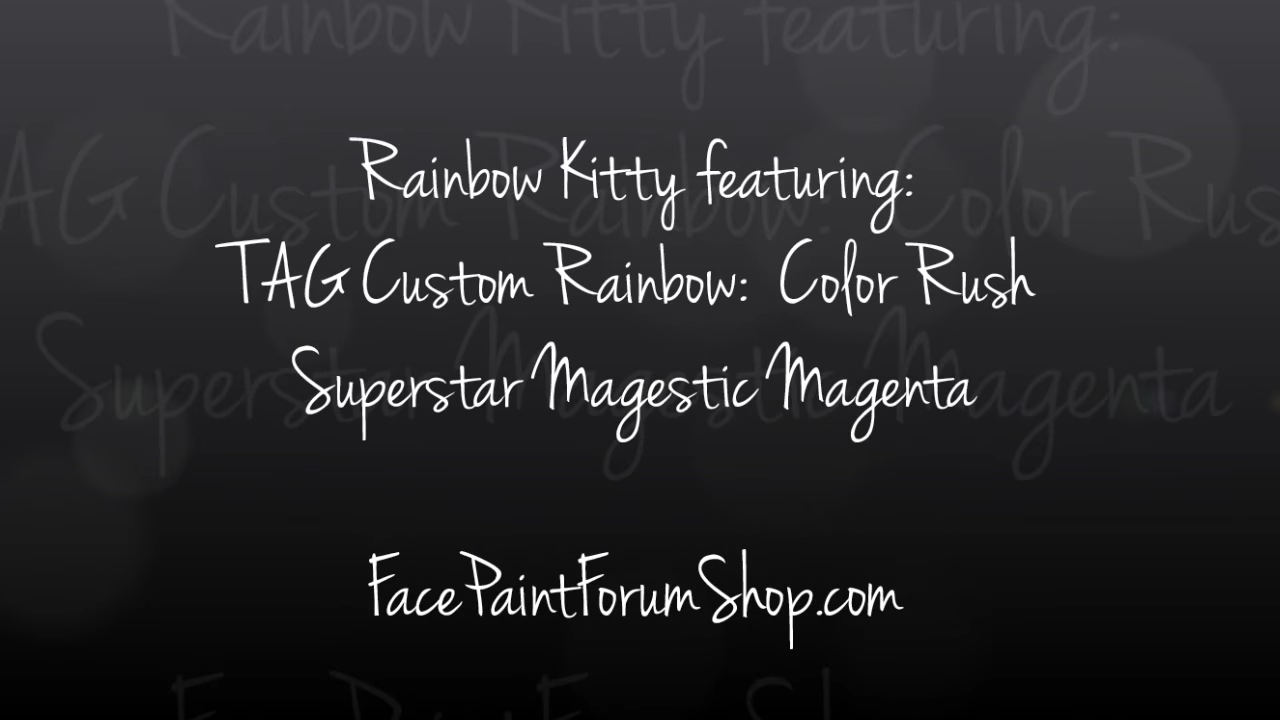 Rainbow Kitty featuring:
TAG Custom Rainbow: Color Rush
Superstar Magestic Magenta
FacePaintForumShop.com